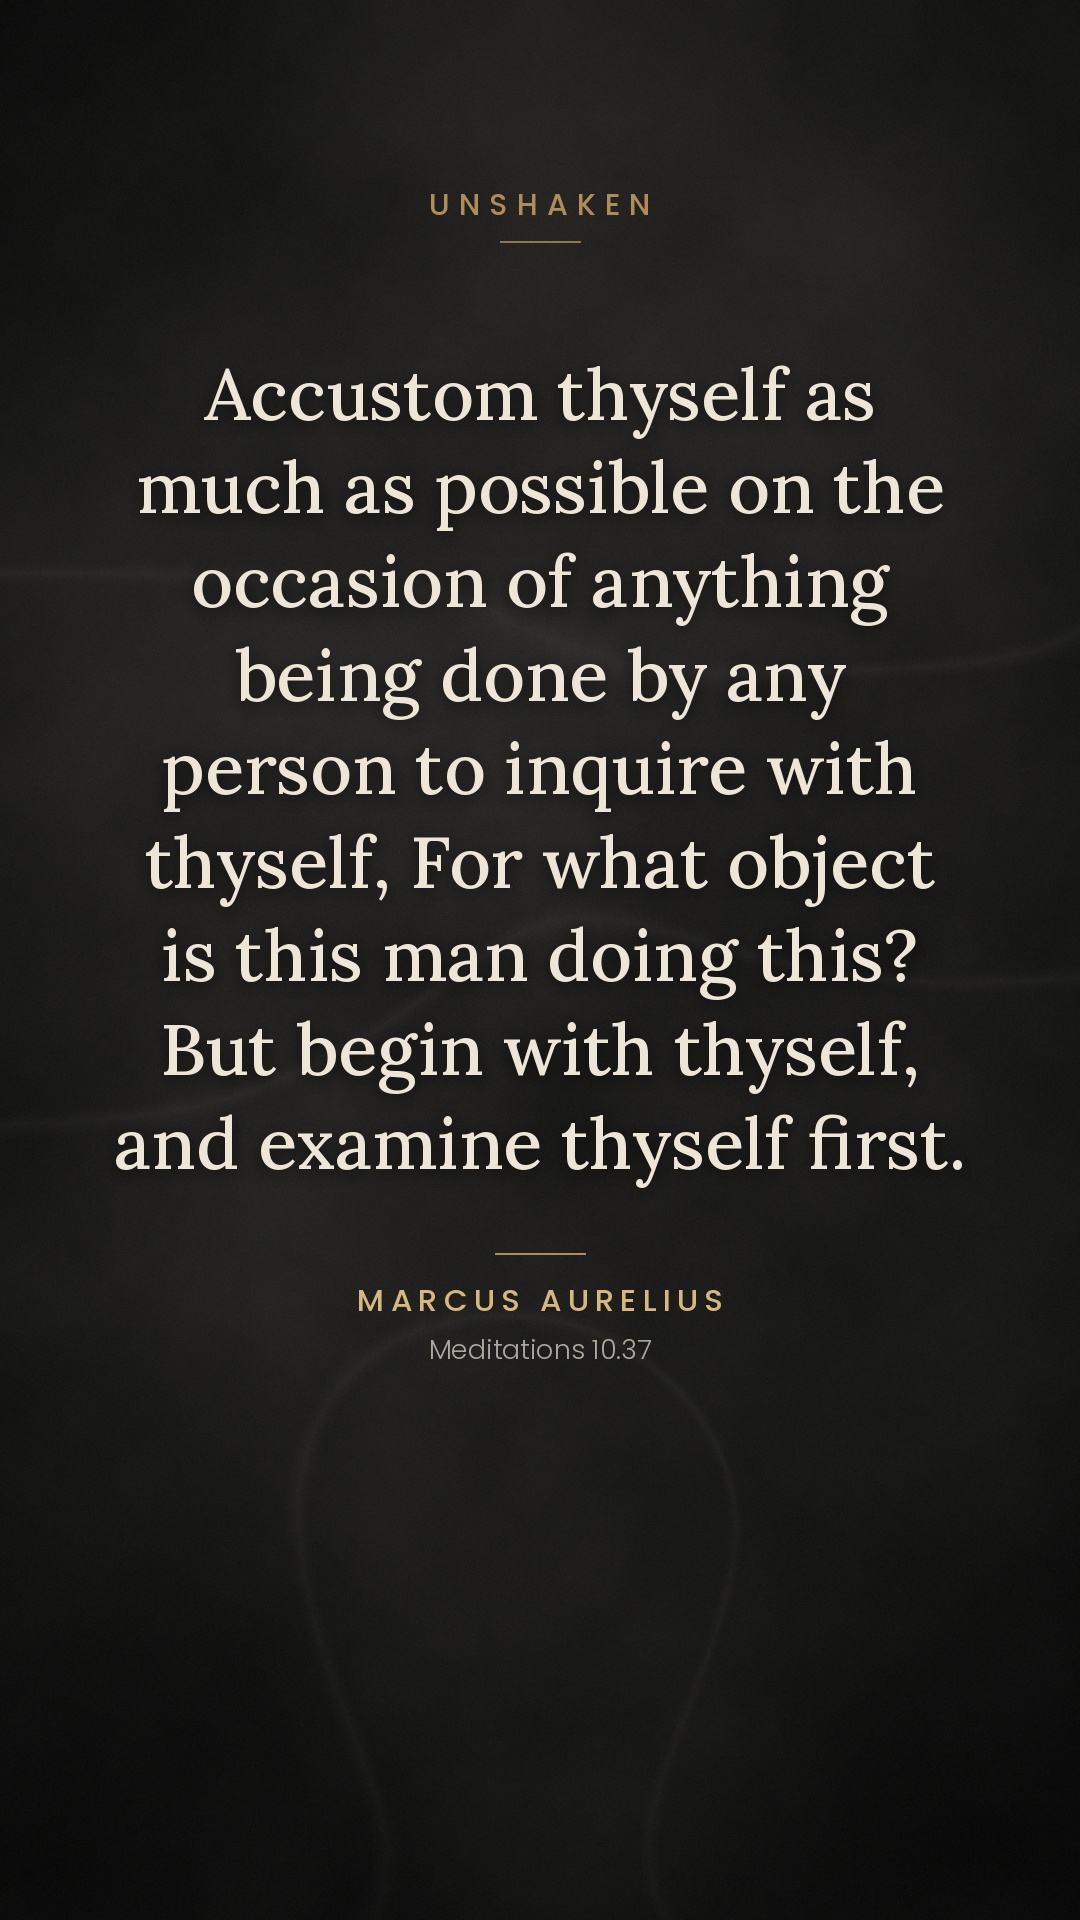 UNSHAKEN
Accustom thyself as
much as possible on the
occasion of anything
being done by any
person to inquire with
thyself, For what object
is this man doing this?
But begin with thyself,
and examine thyself first.
MARCUS AURELIUS
Meditations 10.37